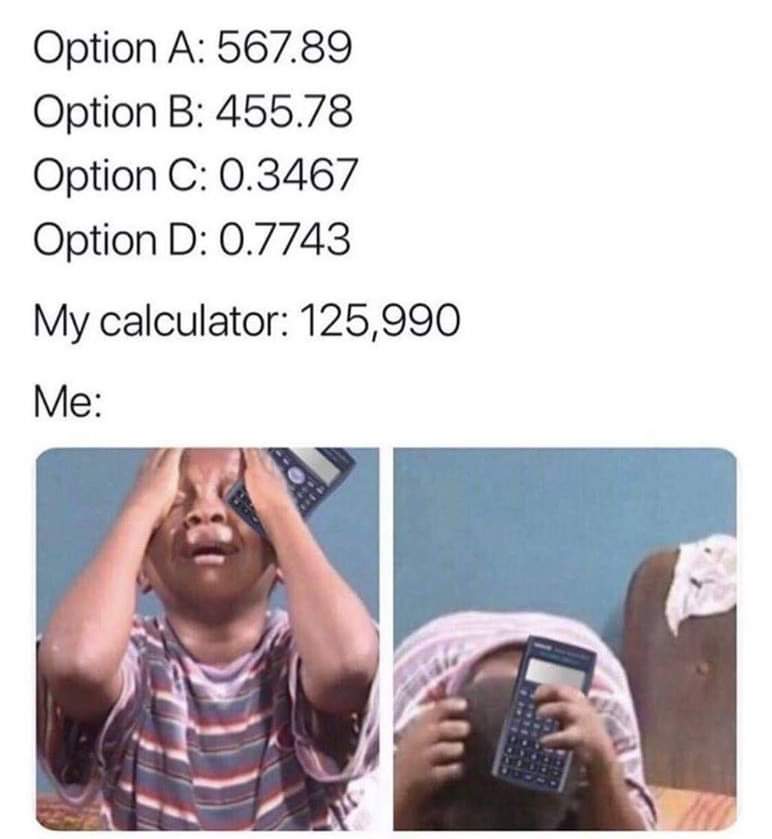 Option A: 567.89
Option B: 455.78
Option C: 0.3467
Option D: 0.7743
My calculator: 125,990
Me: